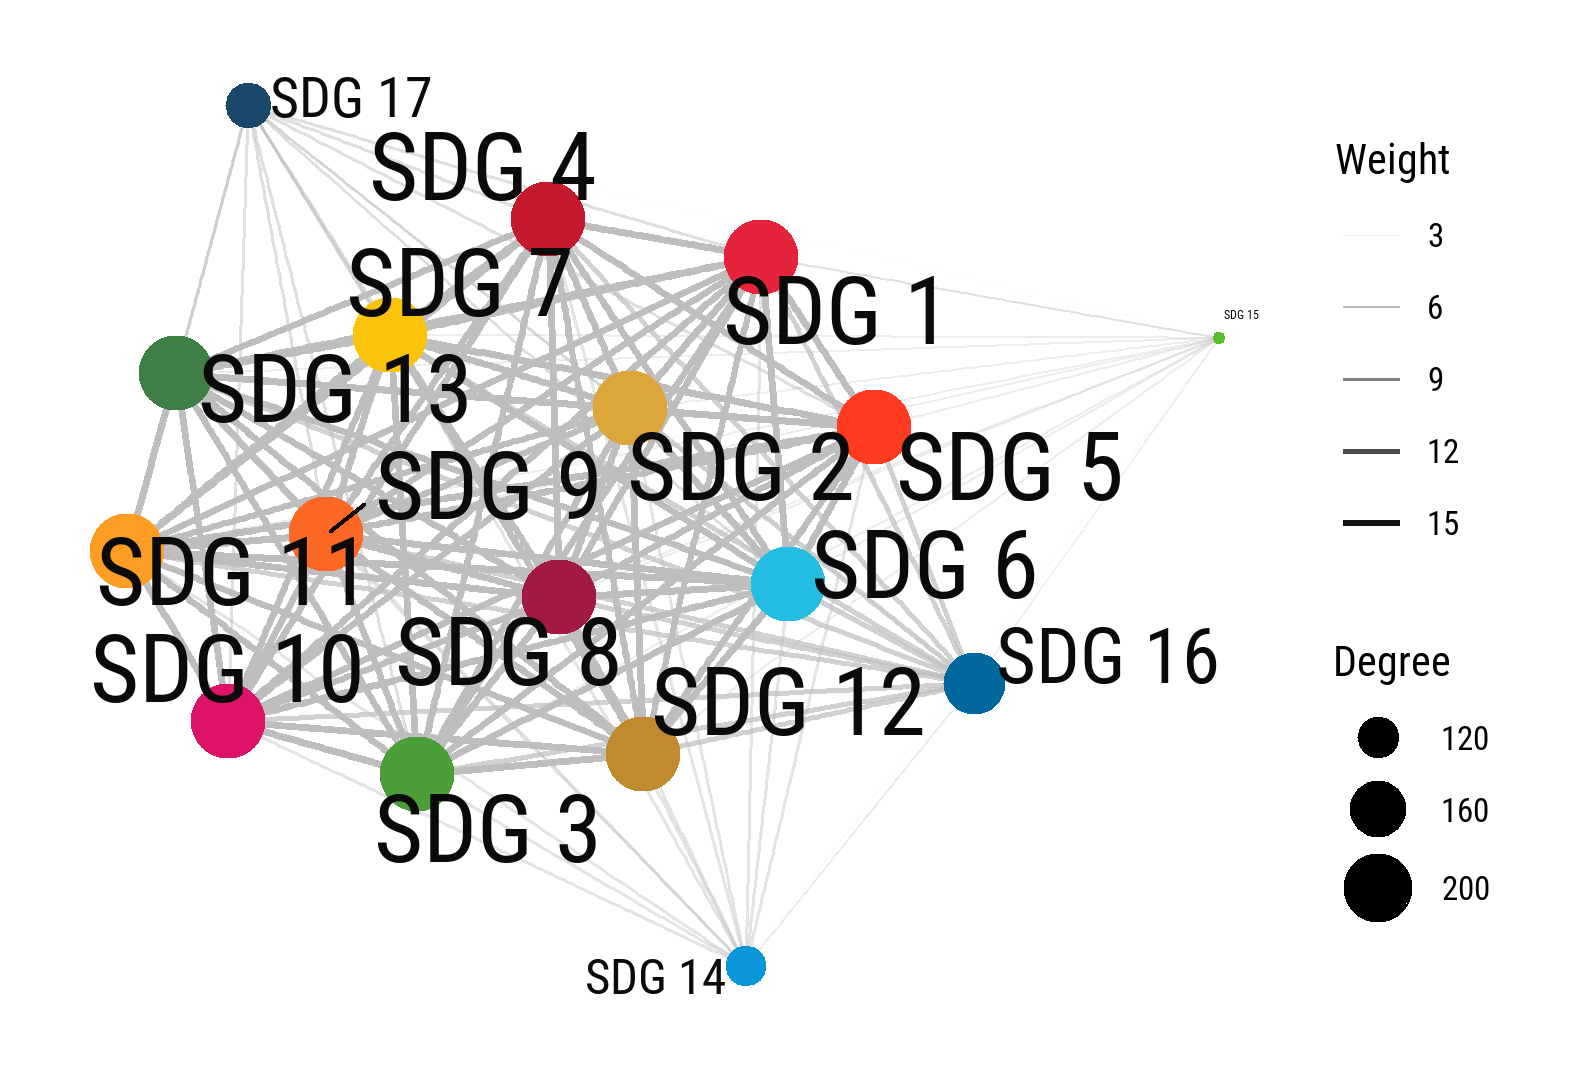 SDG 17
SDG 4
SDG 7
SDG 1
SDG 15
SDG 13
SDG 9
SDG 2
SDG 5
SDG 11
SDG 6
SDG 10
SDG 8
SDG 16
SDG 12
SDG 3
SDG 14
Weight
3
6
9
12
15
Degree
120
160
200